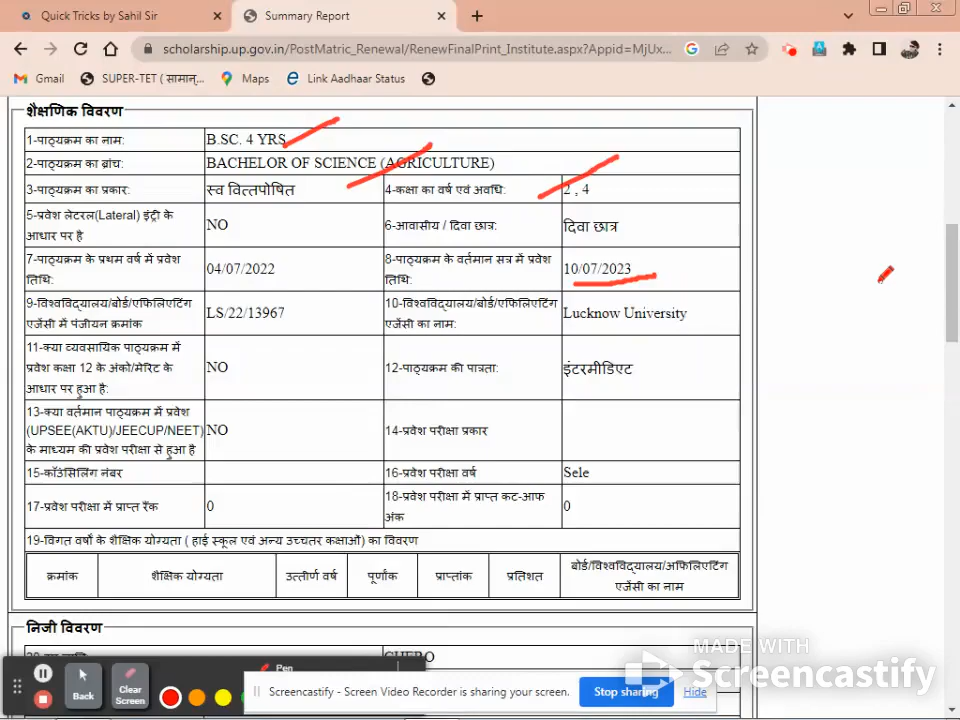 Quick Tricks by Sahil Sir
Summary Report
scholarship.up.gov.in/PostMatric_Renewal/RenewFinalPrint_Institute.aspx?Appid=MjUx...
Gmail SUPER-TET ( सामान्... Maps Link Aadhaar Status
शैक्षणिक विवरण
1-पाठ्यक्रम का नाम: B.SC. 4 YRS
2-पाठ्यक्रम का ब्रांच: BACHELOR OF SCIENCE (AGRICULTURE)
3-पाठ्यक्रम का प्रकार: स्व वित्तपोषित 4-कक्षा का वर्ष एवं अवधि: 2 , 4
5-प्रवेश लेटरल(Lateral) इंट्री के
आधार पर है NO 6-आवासीय / दिवा छात्र: दिवा छात्र
7-पाठ्यक्रम के प्रथम वर्ष में प्रवेश
तिथि: 04/07/2022 8-पाठ्यक्रम के वर्तमान सत्र में प्रवेश
तिथि: 10/07/2023
9-विश्वविद्यालय/बोर्ड/एफिलिएटिंग
एजेंसी में पंजीयन क्रमांक LS/22/13967 10-विश्वविद्यालय/बोर्ड/एफिलिएटिंग
एजेंसी का नाम: Lucknow University
11-क्या व्यवसायिक पाठ्यक्रम में
प्रवेश कक्षा 12 के अंको/मेरिट के
आधार पर हुआ है: NO 12-पाठ्यक्रम की पात्रता: इंटरमीडिएट
13-क्या वर्तमान पाठ्यक्रम में प्रवेश
(UPSEE(AKTU)/JEECUP/NEET)
के माध्यम की प्रवेश परीक्षा से हुआ है NO 14-प्रवेश परीक्षा प्रकार
15-कॉउंसिलिंग नंबर 16-प्रवेश परीक्षा वर्ष Sele
17-प्रवेश परीक्षा में प्राप्त रैंक 0 18-प्रवेश परीक्षा में प्राप्त कट-आफ
अंक 0
19-विगत वर्षों के शैक्षिक योग्यता ( हाई स्कूल एवं अन्य उच्चतर कक्षाओं) का विवरण
क्रमांक शैक्षिक योग्यता उत्तीर्ण वर्ष पूर्णांक प्राप्तांक प्रतिशत बोर्ड/विश्वविद्यालय/अफिलिएटिंग
एजेंसी का नाम
निजी विवरण
CHERO
MADE WITH
Screencastify
Pen
Back
Clear
Screen
Screencastify - Screen Video Recorder is sharing your screen.
Stop sharing
Hide